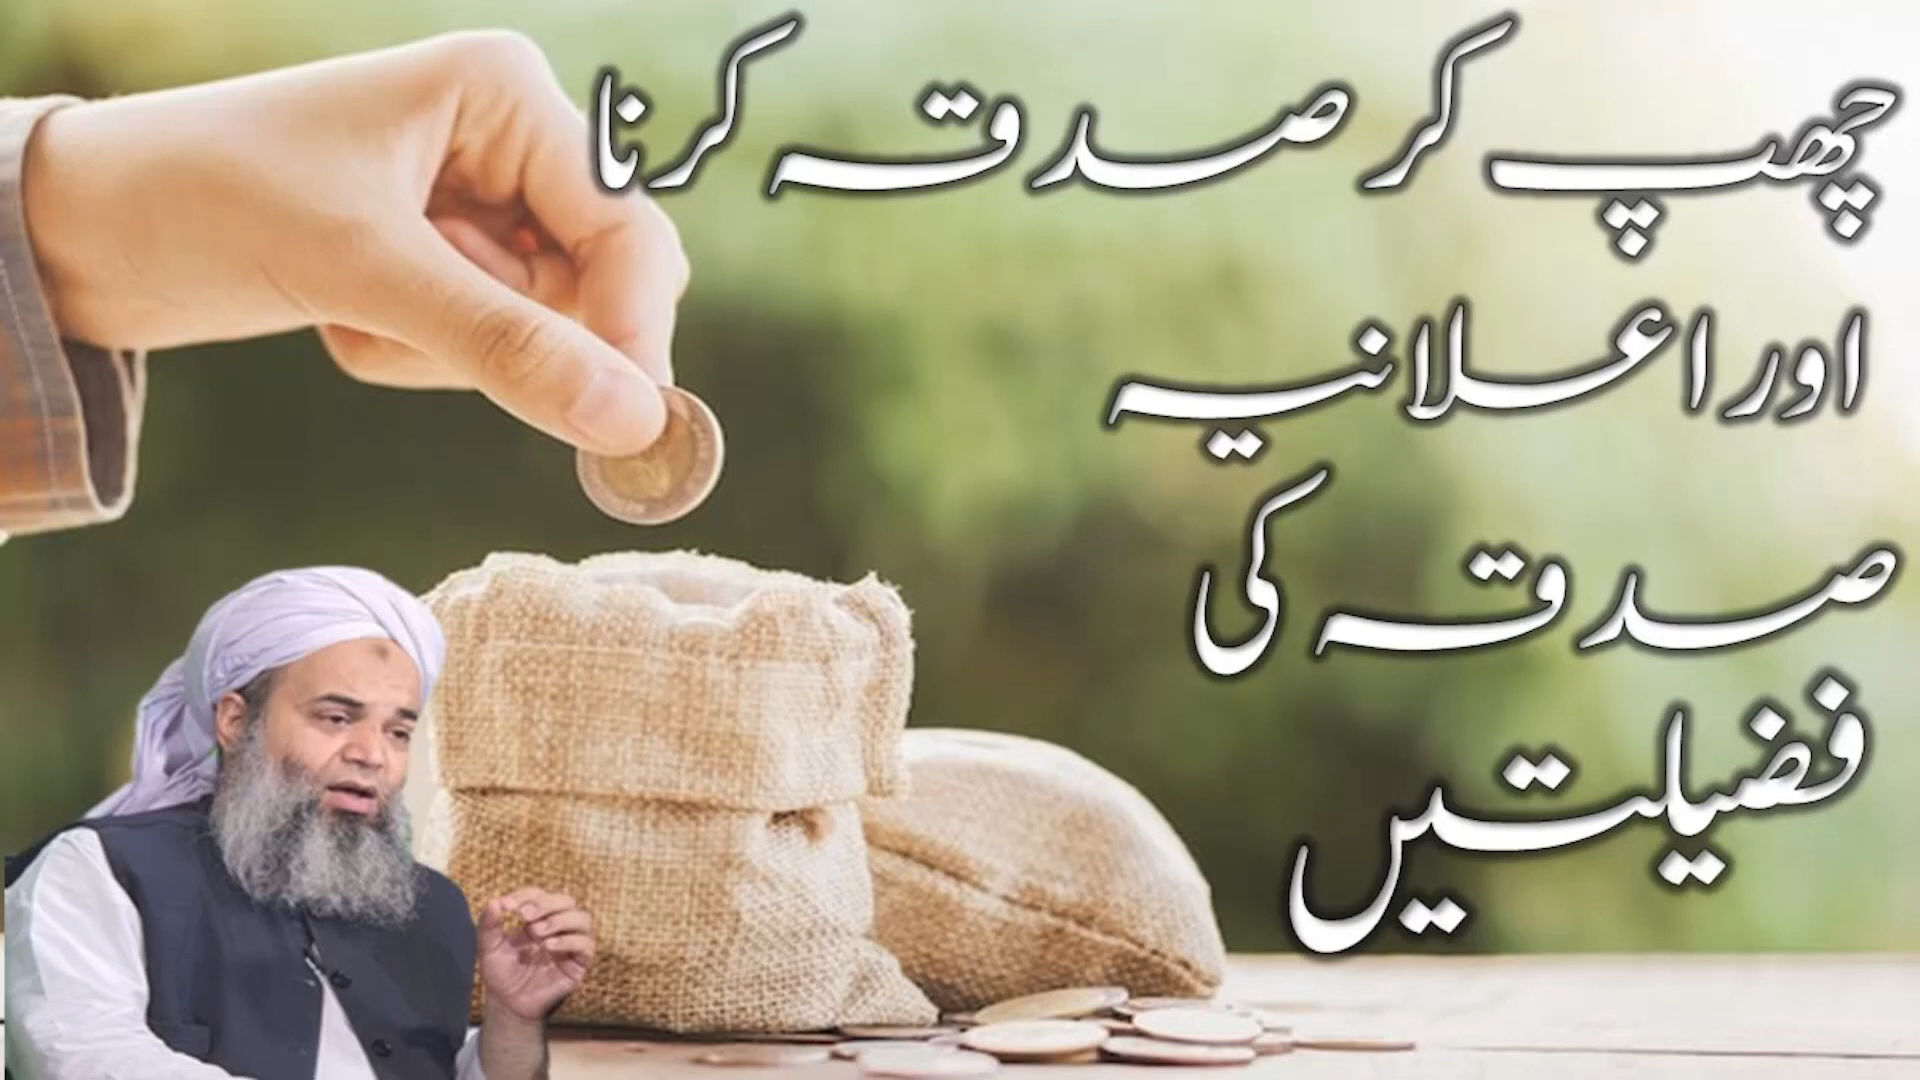 چھپ کر صدقہ کرنا
اور اعلانیہ
صدقہ کی
فضیلتیں